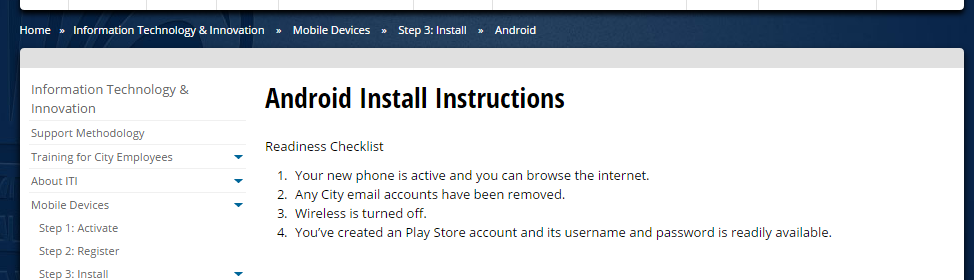 Home » Information Technology & Innovation » Mobile Devices » Step 3: Install » Android
Information Technology &
Innovation
Support Methodology
Training for City Employees
About ITI
Mobile Devices
Step 1: Activate
Step 2: Register
Step 3: Install
Android Install Instructions
Readiness Checklist
1. Your new phone is active and you can browse the internet.
2. Any City email accounts have been removed.
3. Wireless is turned off.
4. You’ve created an Play Store account and its username and password is readily available.